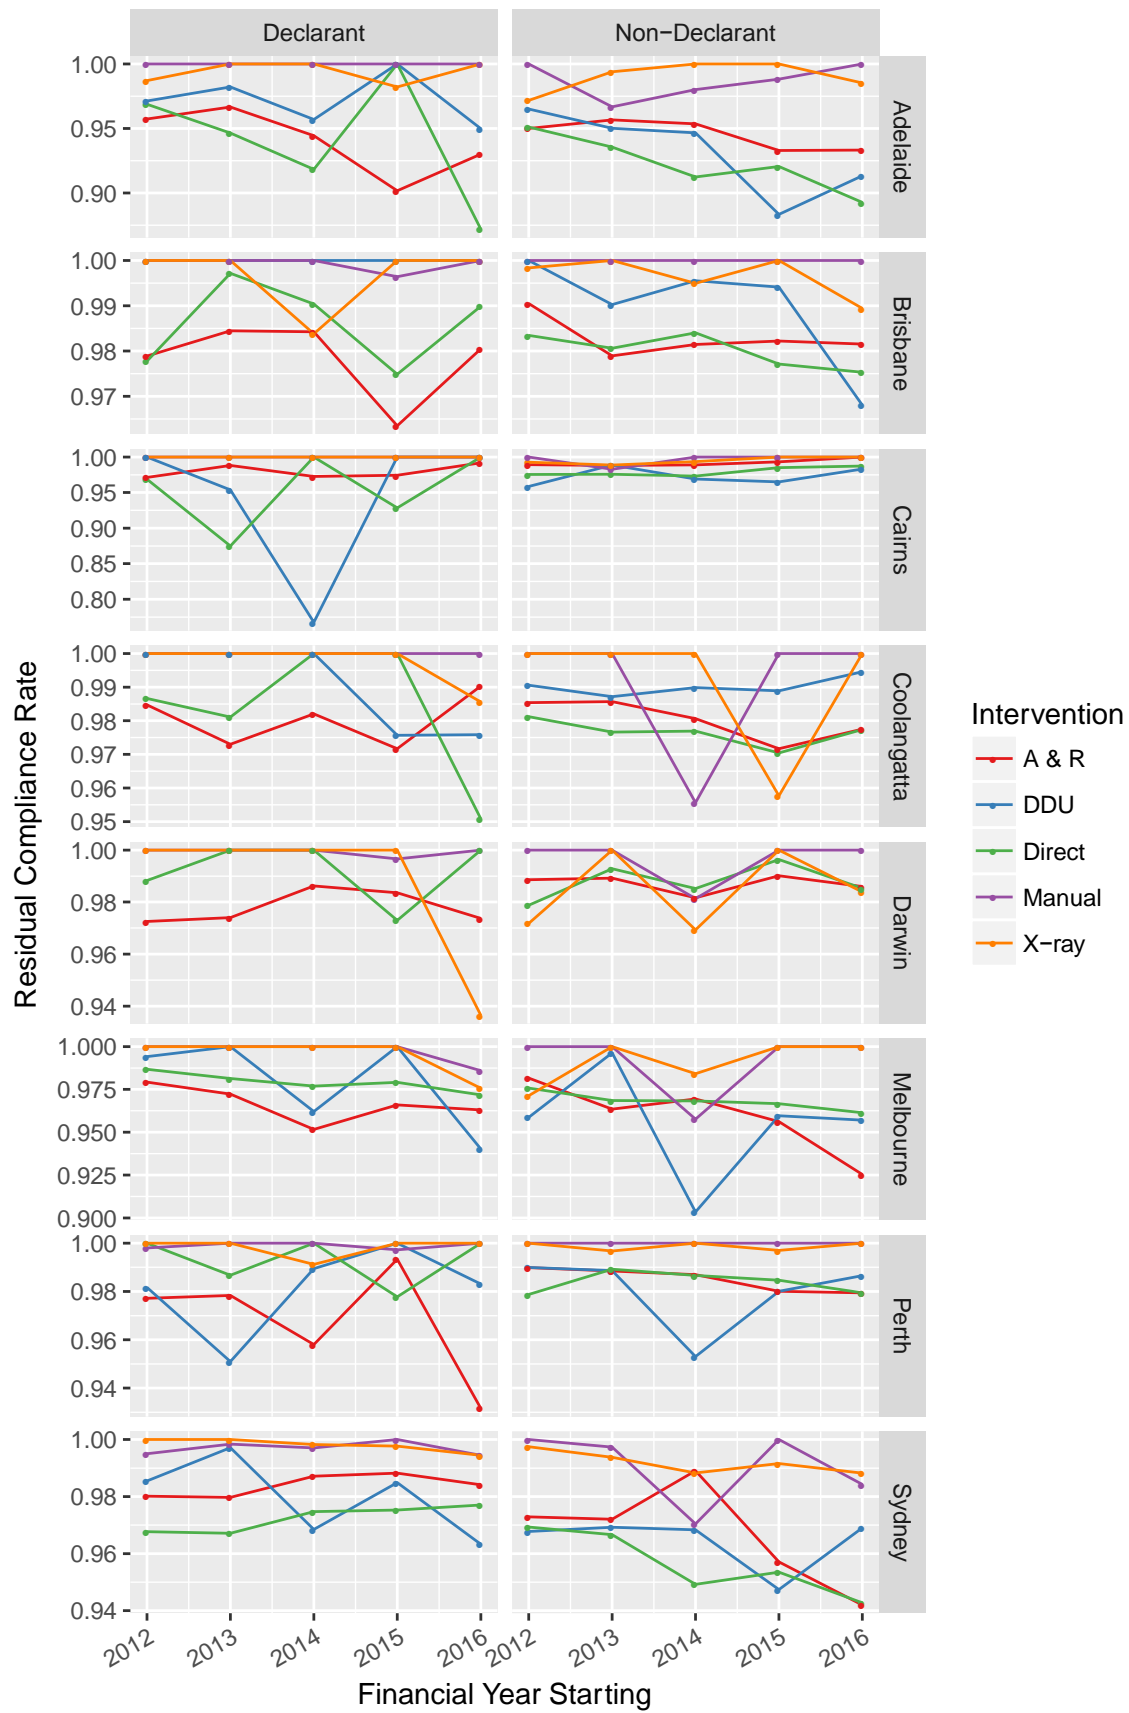 Declarant
Non−Declarant
1.00
0.95
0.90
Adelaide
1.00
0.99
0.98
0.97
Brisbane
1.00
0.95
0.90
0.85
0.80
Cairns
1.00
0.99
0.98
0.97
0.96
0.95
Coolangatta
1.00
0.98
0.96
0.94
Darwin
1.000
0.975
0.950
0.925
0.900
Melbourne
1.00
0.98
0.96
0.94
Perth
1.00
0.98
0.96
0.94
Sydney
2012 2013 2014 2015 2016
2012 2013 2014 2015 2016
Financial Year Starting
Residual Compliance Rate
Intervention
A & R
DDU
Direct
Manual
X−ray